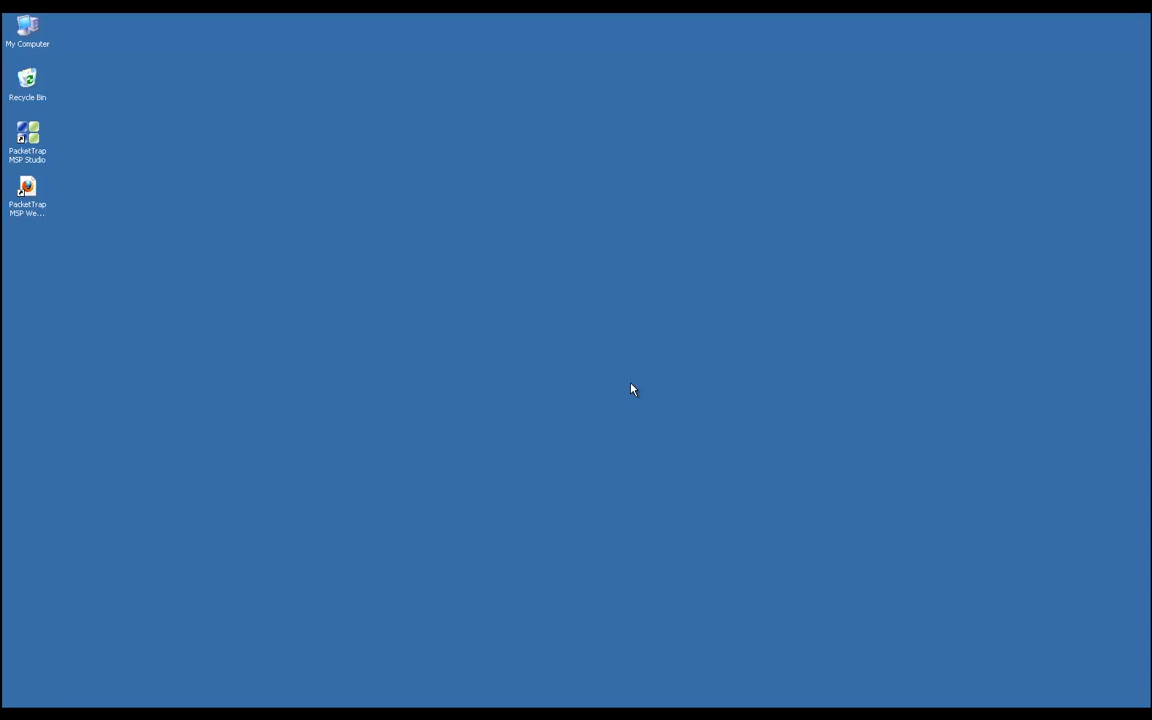 My Computer
Recycle Bin
PacketTrap
MSP Studio
PacketTrap
MSP We...